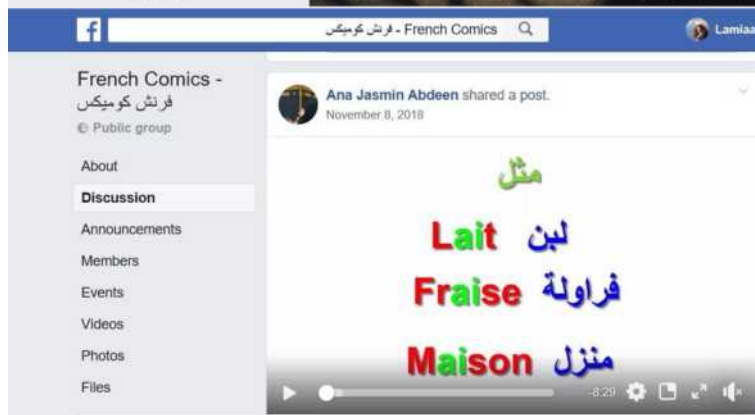 فرنش كوميكس - French Comics
Lamiaa
French Comics -
فرنش كوميكس
Public group
About
Discussion
Announcements
Members
Events
Videos
Photos
Files
Ana Jasmin Abdeen shared a post.
November 8, 2018
مثل
Lait لبن
Fraise فراولة
Maison منزل
-8:29